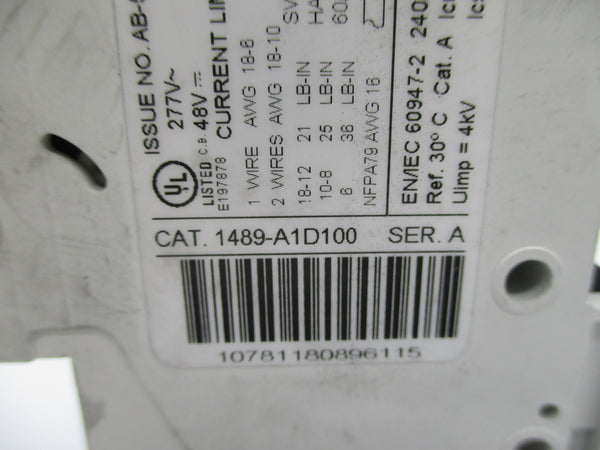 ISSUE NO. AB-
277V~
48V
UL
LISTED C.B.
E197878
CURRENT
1 WIRE AWG 18-8
2 WIRES AWG 18-10
18-12 21 LB-IN
10-8 25 LB-IN
6 36 LB-IN
NFPA79 AWG 16
EN/IEC 60947-2 240
Ref. 30° C Cat. A
Uimp = 4kV
CAT. 1489-A1D100 SER. A
10781180896115